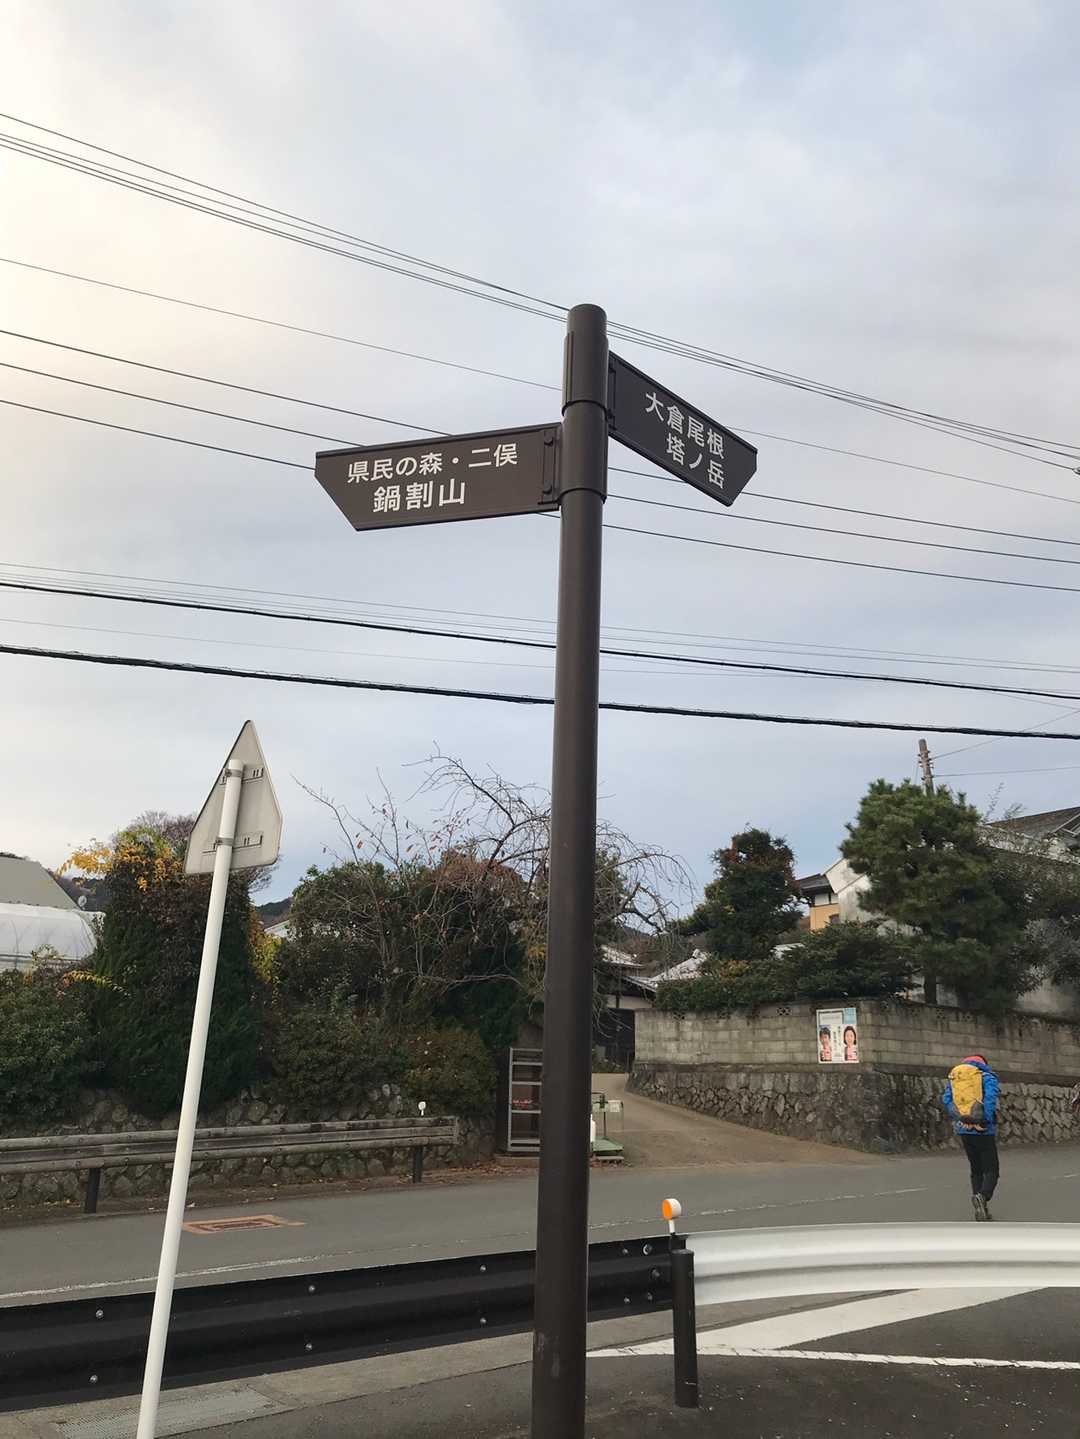 県民の森・二俣
鍋割山
大倉尾根
塔ノ岳